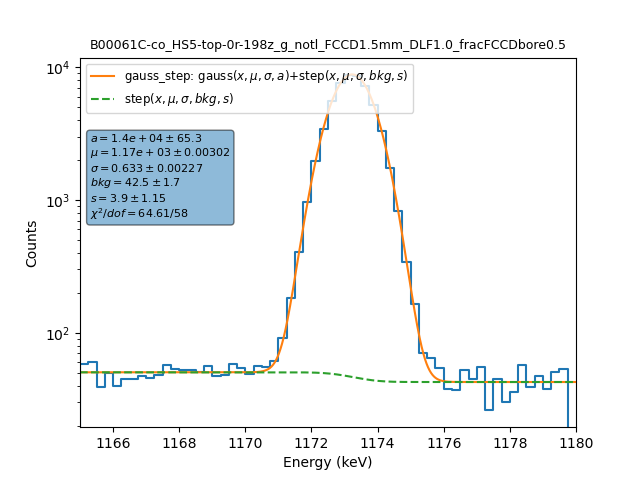 B00061C-co_HS5-top-0r-198z_g_notl_FCCD1.5mm_DLF1.0_fracFCCDbore0.5
gauss_step: gauss(x, μ, σ, a)+step(x, μ, σ, bkg, s)
step(x, μ, σ, bkg, s)
a = 1.4e + 04 ± 65.3
μ = 1.17e + 03 ± 0.00302
σ = 0.633 ± 0.00227
bkg = 42.5 ± 1.7
s = 3.9 ± 1.15
χ²/dof = 64.61/58
10⁴
10³
10²
Counts
1166 1168 1170 1172 1174 1176 1178 1180
Energy (keV)